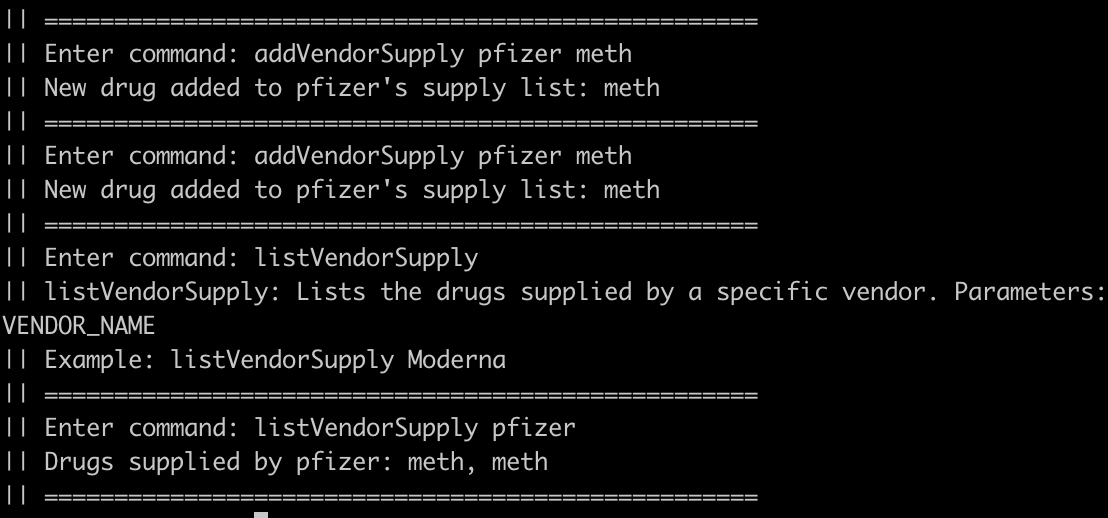 || ===================================================
|| Enter command: addVendorSupply pfizer meth
|| New drug added to pfizer's supply list: meth
|| ===================================================
|| Enter command: addVendorSupply pfizer meth
|| New drug added to pfizer's supply list: meth
|| ===================================================
|| Enter command: listVendorSupply
|| listVendorSupply: Lists the drugs supplied by a specific vendor. Parameters:
VENDOR_NAME
|| Example: listVendorSupply Moderna
|| ===================================================
|| Enter command: listVendorSupply pfizer
|| Drugs supplied by pfizer: meth, meth
|| ===================================================